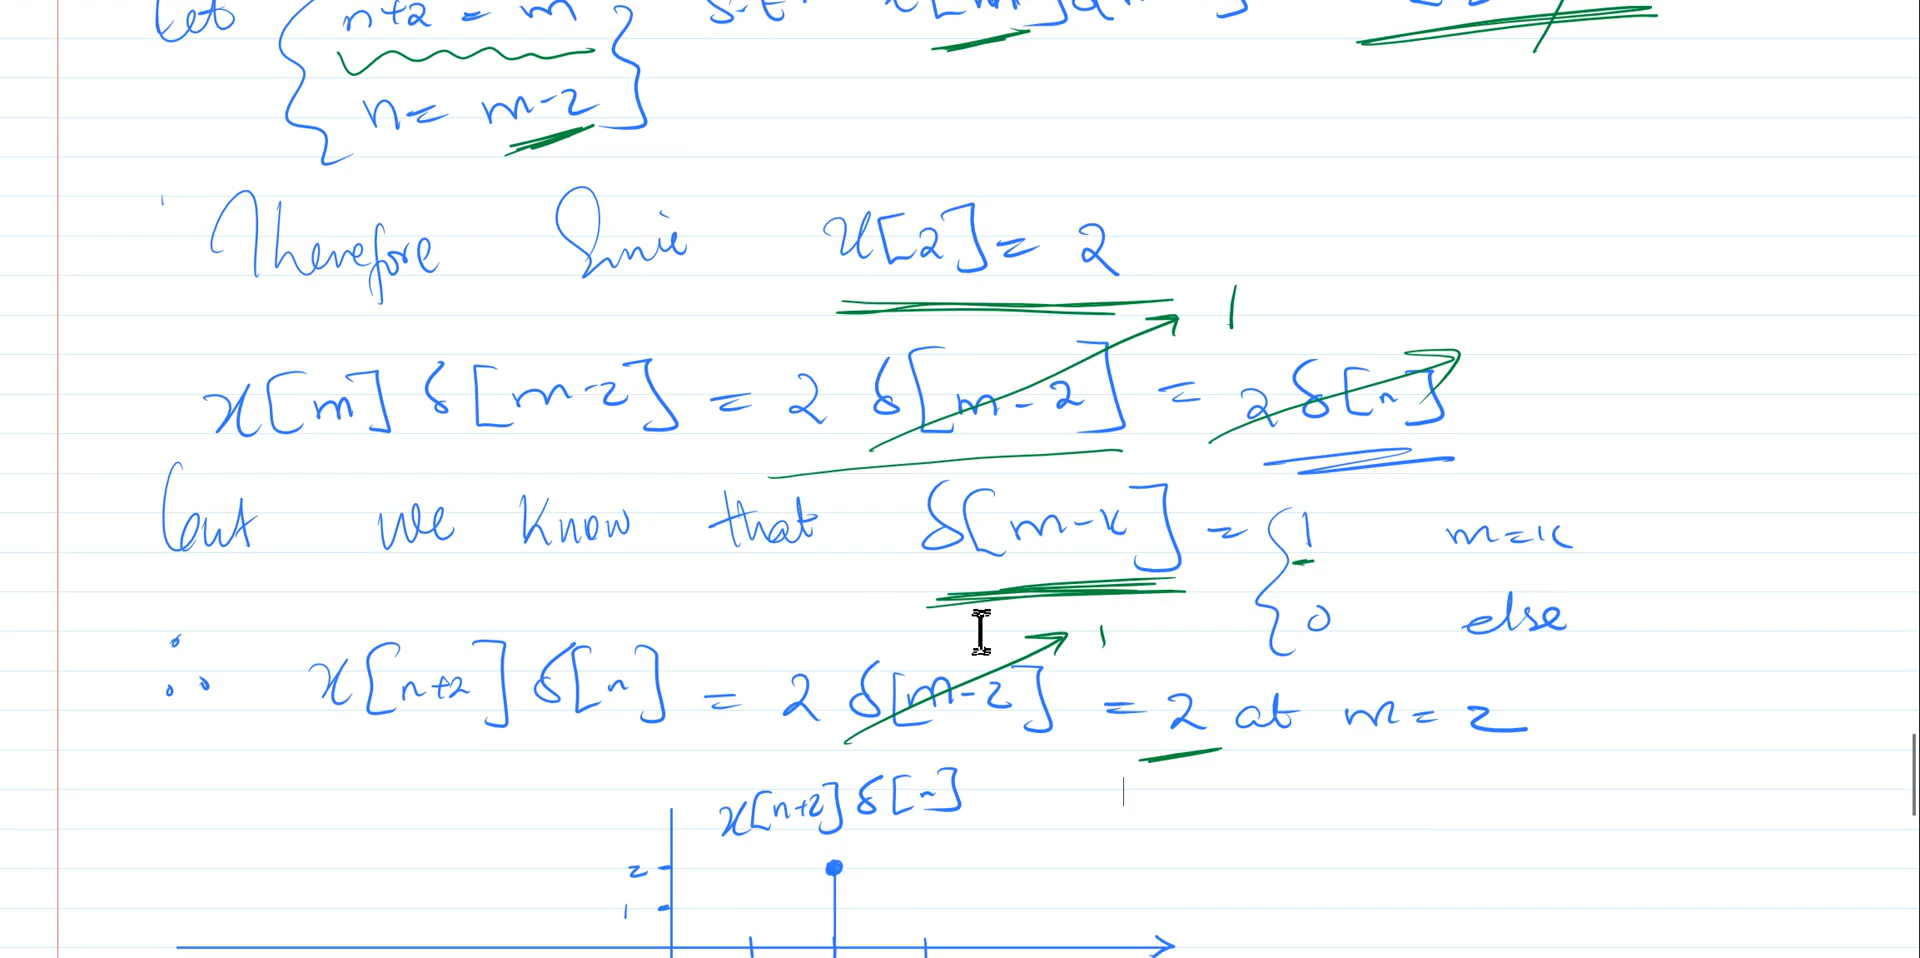 Let { n+2 = m
n = m-2 }
Therefore Since x[2] = 2
1
x[m] δ[m-2] = 2 δ[m-2] = 2 δ[n]
but we know that δ[m-k] = { 1 m=k
0 else
1
∴ x[n+2] δ[n] = 2 δ[m-2] = 2 at m = 2
x[n+2] δ[n]
2
1